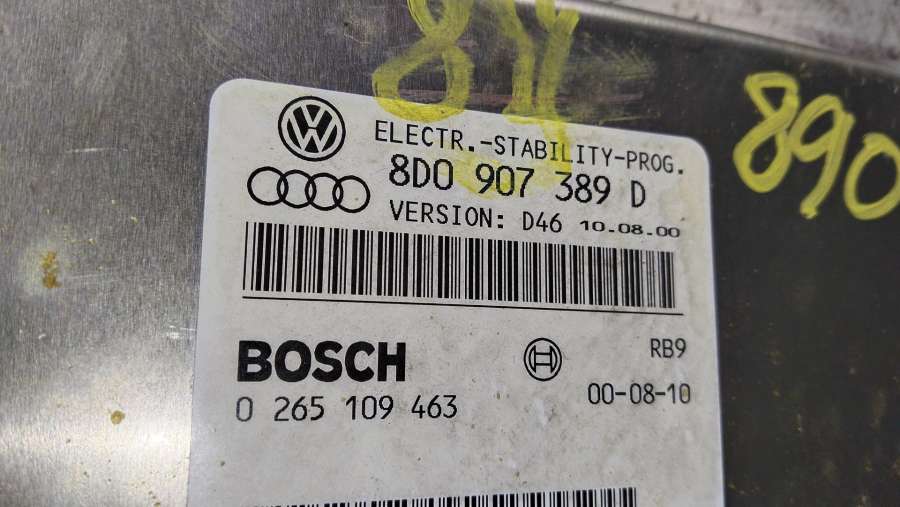 890
ELECTR.-STABILITY-PROG.
8D0 907 389 D
VERSION: D46 10.08.00
BOSCH
RB9
0 265 109 463
00-08-10